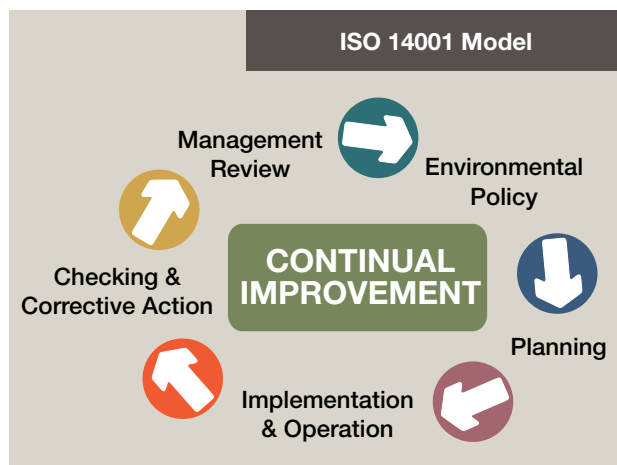 ISO 14001 Model
Management
Review
Environmental
Policy
CONTINUAL
IMPROVEMENT
Checking &
Corrective Action
Planning
Implementation
& Operation